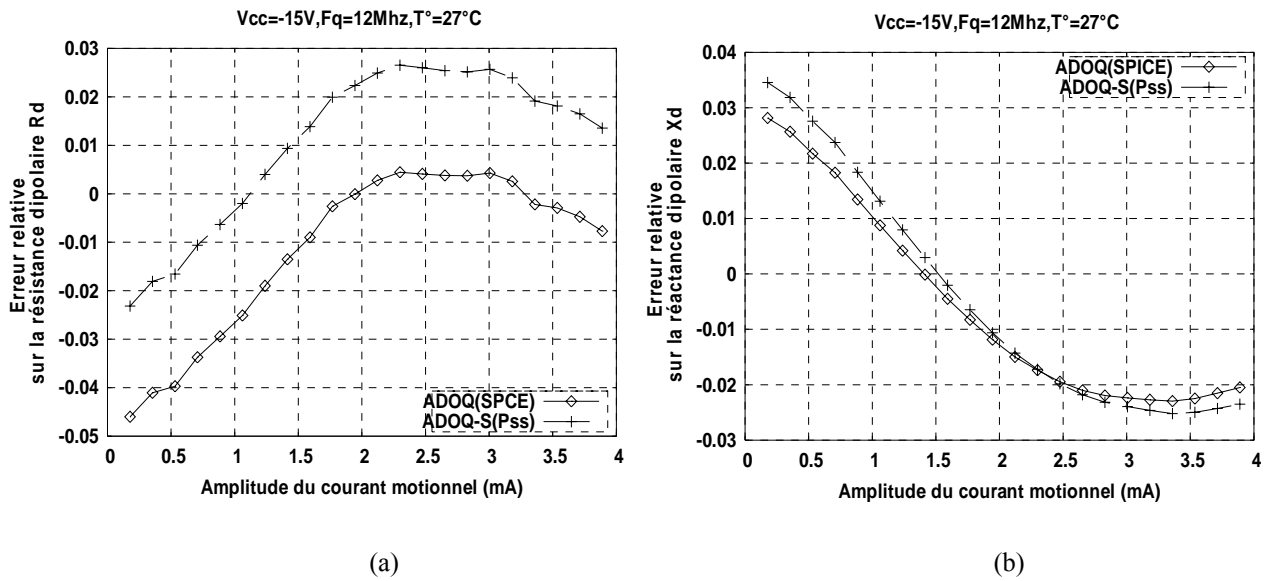 Vcc=-15V,Fq=12Mhz,T°=27°C
0.03
0.02
0.01
0
-0.01
-0.02
-0.03
-0.04
-0.05
Erreur relative
sur la résistance dipolaire Rd
ADOQ(SPCE)
ADOQ-S(Pss)
0 0.5 1 1.5 2 2.5 3 3.5 4
Amplitude du courant motionnel (mA)
(a)
Vcc=-15V,Fq=12Mhz,T°=27°C
0.04
0.03
0.02
0.01
0
-0.01
-0.02
-0.03
Erreur relative
sur la réactance dipolaire Xd
ADOQ(SPICE)
ADOQ-S(Pss)
0 0.5 1 1.5 2 2.5 3 3.5 4
Amplitude du courant motionnel (mA)
(b)